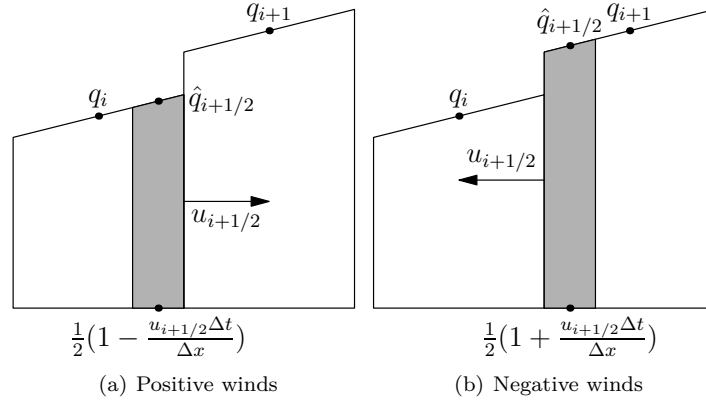 q_{i+1}
q_i
\hat{q}_{i+1/2}
u_{i+1/2}
\frac{1}{2}(1 - \frac{u_{i+1/2}\Delta t}{\Delta x})
(a) Positive winds
\hat{q}_{i+1/2}
q_{i+1}
q_i
u_{i+1/2}
\frac{1}{2}(1 + \frac{u_{i+1/2}\Delta t}{\Delta x})
(b) Negative winds